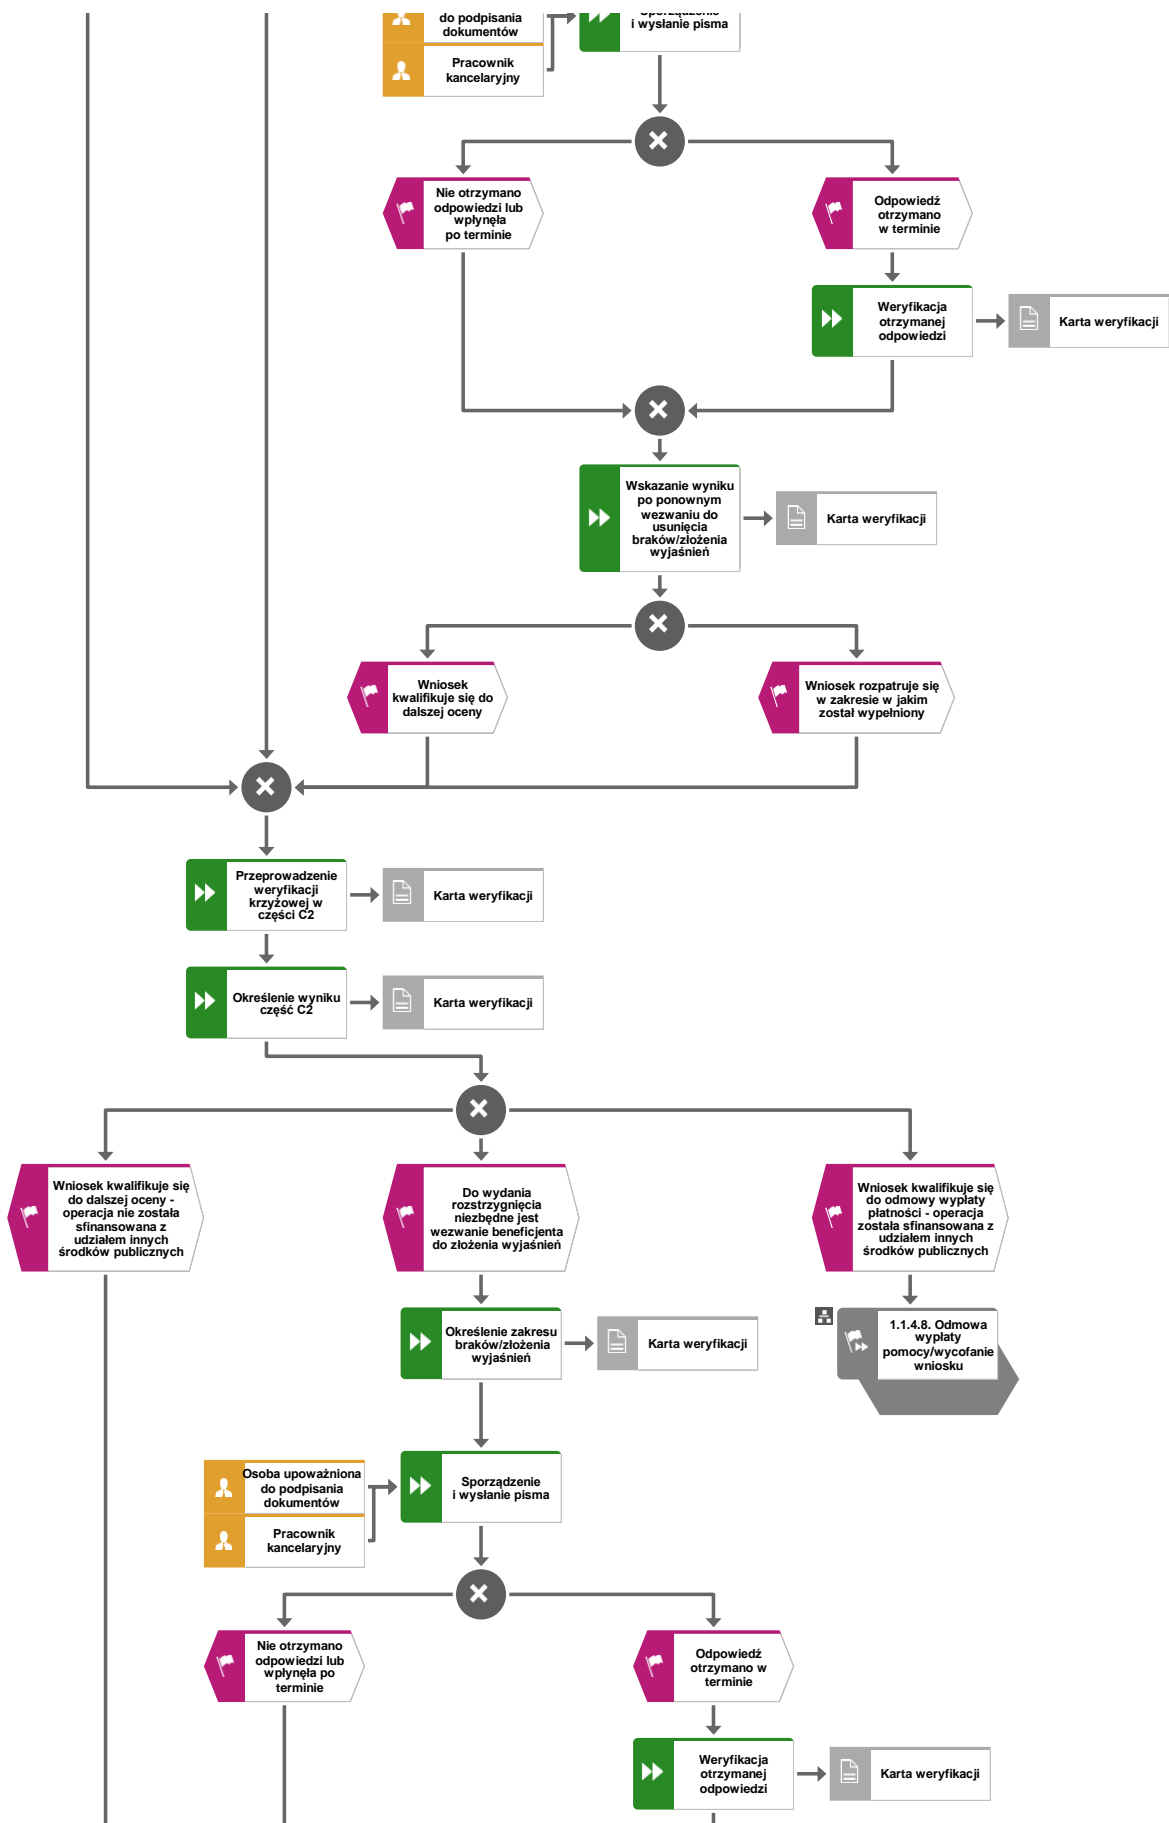 do podpisania
dokumentów
i wysłanie pisma
Pracownik
kancelaryjny
Nie otrzymano
odpowiedzi lub
wpłynęła
po terminie
Odpowiedź
otrzymano
w terminie
Weryfikacja
otrzymanej
odpowiedzi
Karta weryfikacji
Wskazanie wyniku
po ponownym
wezwaniu do
usunięcia
braków/złożenia
wyjaśnień
Karta weryfikacji
Wniosek
kwalifikuje się do
dalszej oceny
Wniosek rozpatruje się
w zakresie w jakim
został wypełniony
Przeprowadzenie
weryfikacji
krzyżowej w
części C2
Karta weryfikacji
Określenie wyniku
część C2
Karta weryfikacji
Wniosek kwalifikuje się
do dalszej oceny -
operacja nie została
sfinansowana z
udziałem innych
środków publicznych
Do wydania
rozstrzygnięcia
niezbędne jest
wezwanie beneficjenta
do złożenia wyjaśnień
Wniosek kwalifikuje się
do odmowy wypłaty
płatności - operacja
została sfinansowana z
udziałem innych
środków publicznych
Określenie zakresu
braków/złożenia
wyjaśnień
Karta weryfikacji
1.1.4.8. Odmowa
wypłaty
pomocy/wycofanie
wniosku
Osoba upoważniona
do podpisania
dokumentów
Pracownik
kancelaryjny
Sporządzenie
i wysłanie pisma
Nie otrzymano
odpowiedzi lub
wpłynęła po
terminie
Odpowiedź
otrzymano w
terminie
Weryfikacja
otrzymanej
odpowiedzi
Karta weryfikacji